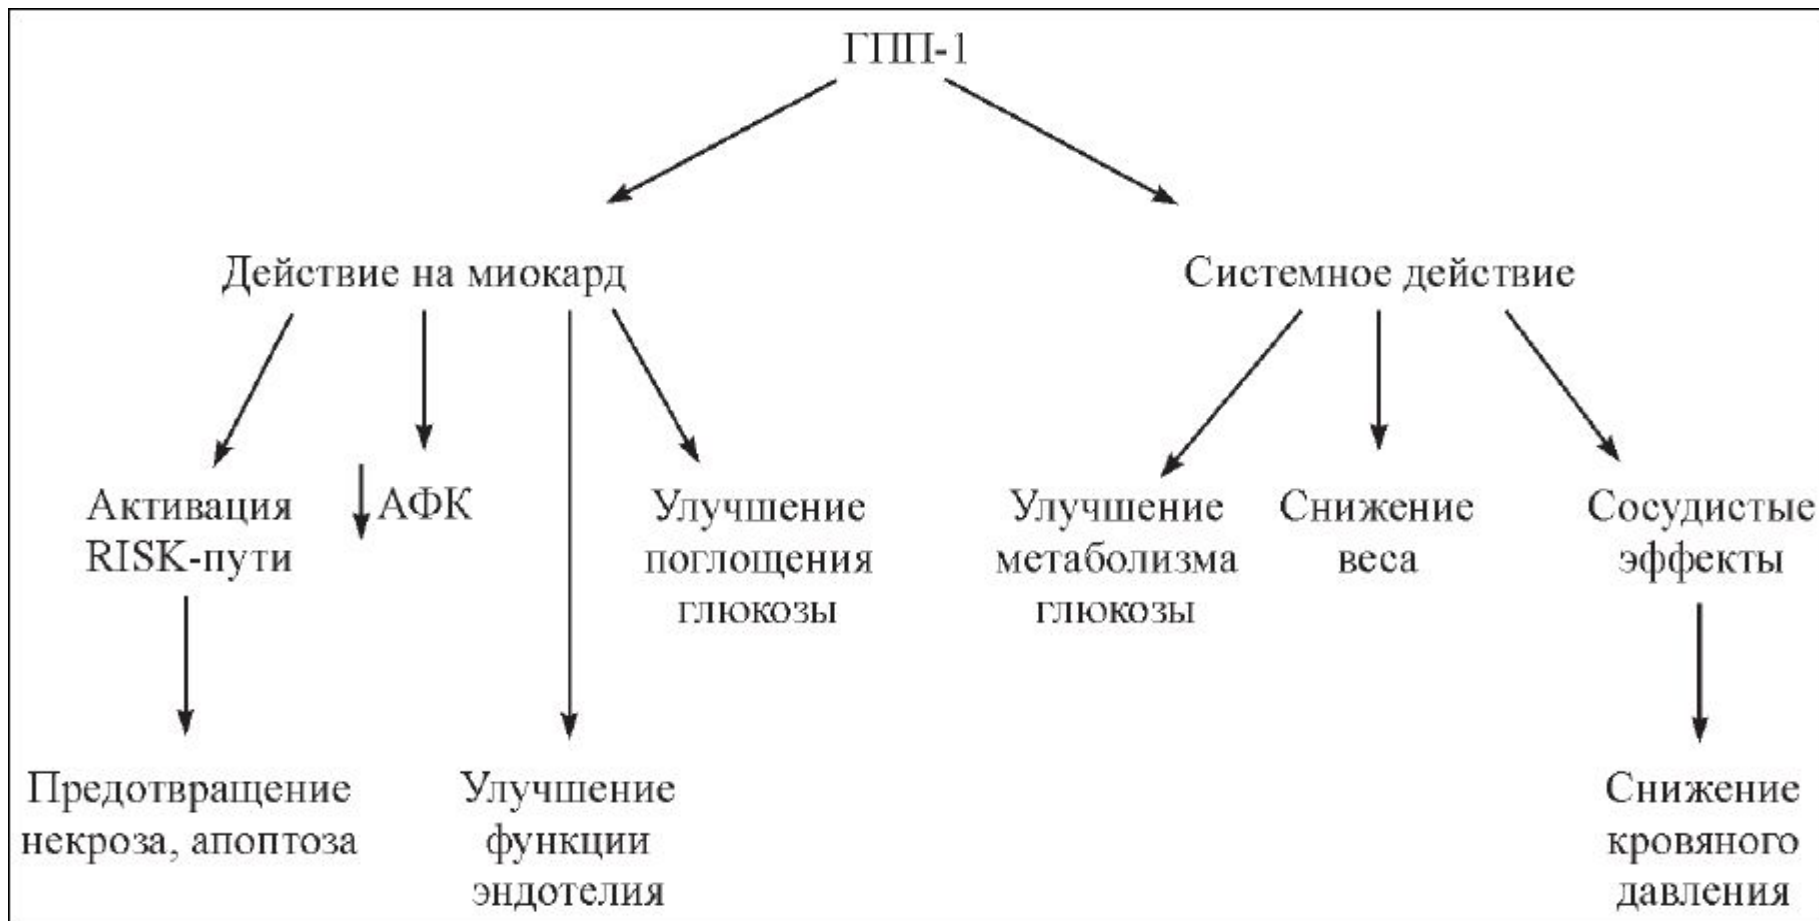 ГПП-1
Действие на миокард
Системное действие
Активация
RISK-пути
↓ АФК
Улучшение
поглощения
глюкозы
Улучшение
метаболизма
глюкозы
Снижение
веса
Сосудистые
эффекты
Предотвращение
некроза, апоптоза
Улучшение
функции
эндотелия
Снижение
кровяного
давления